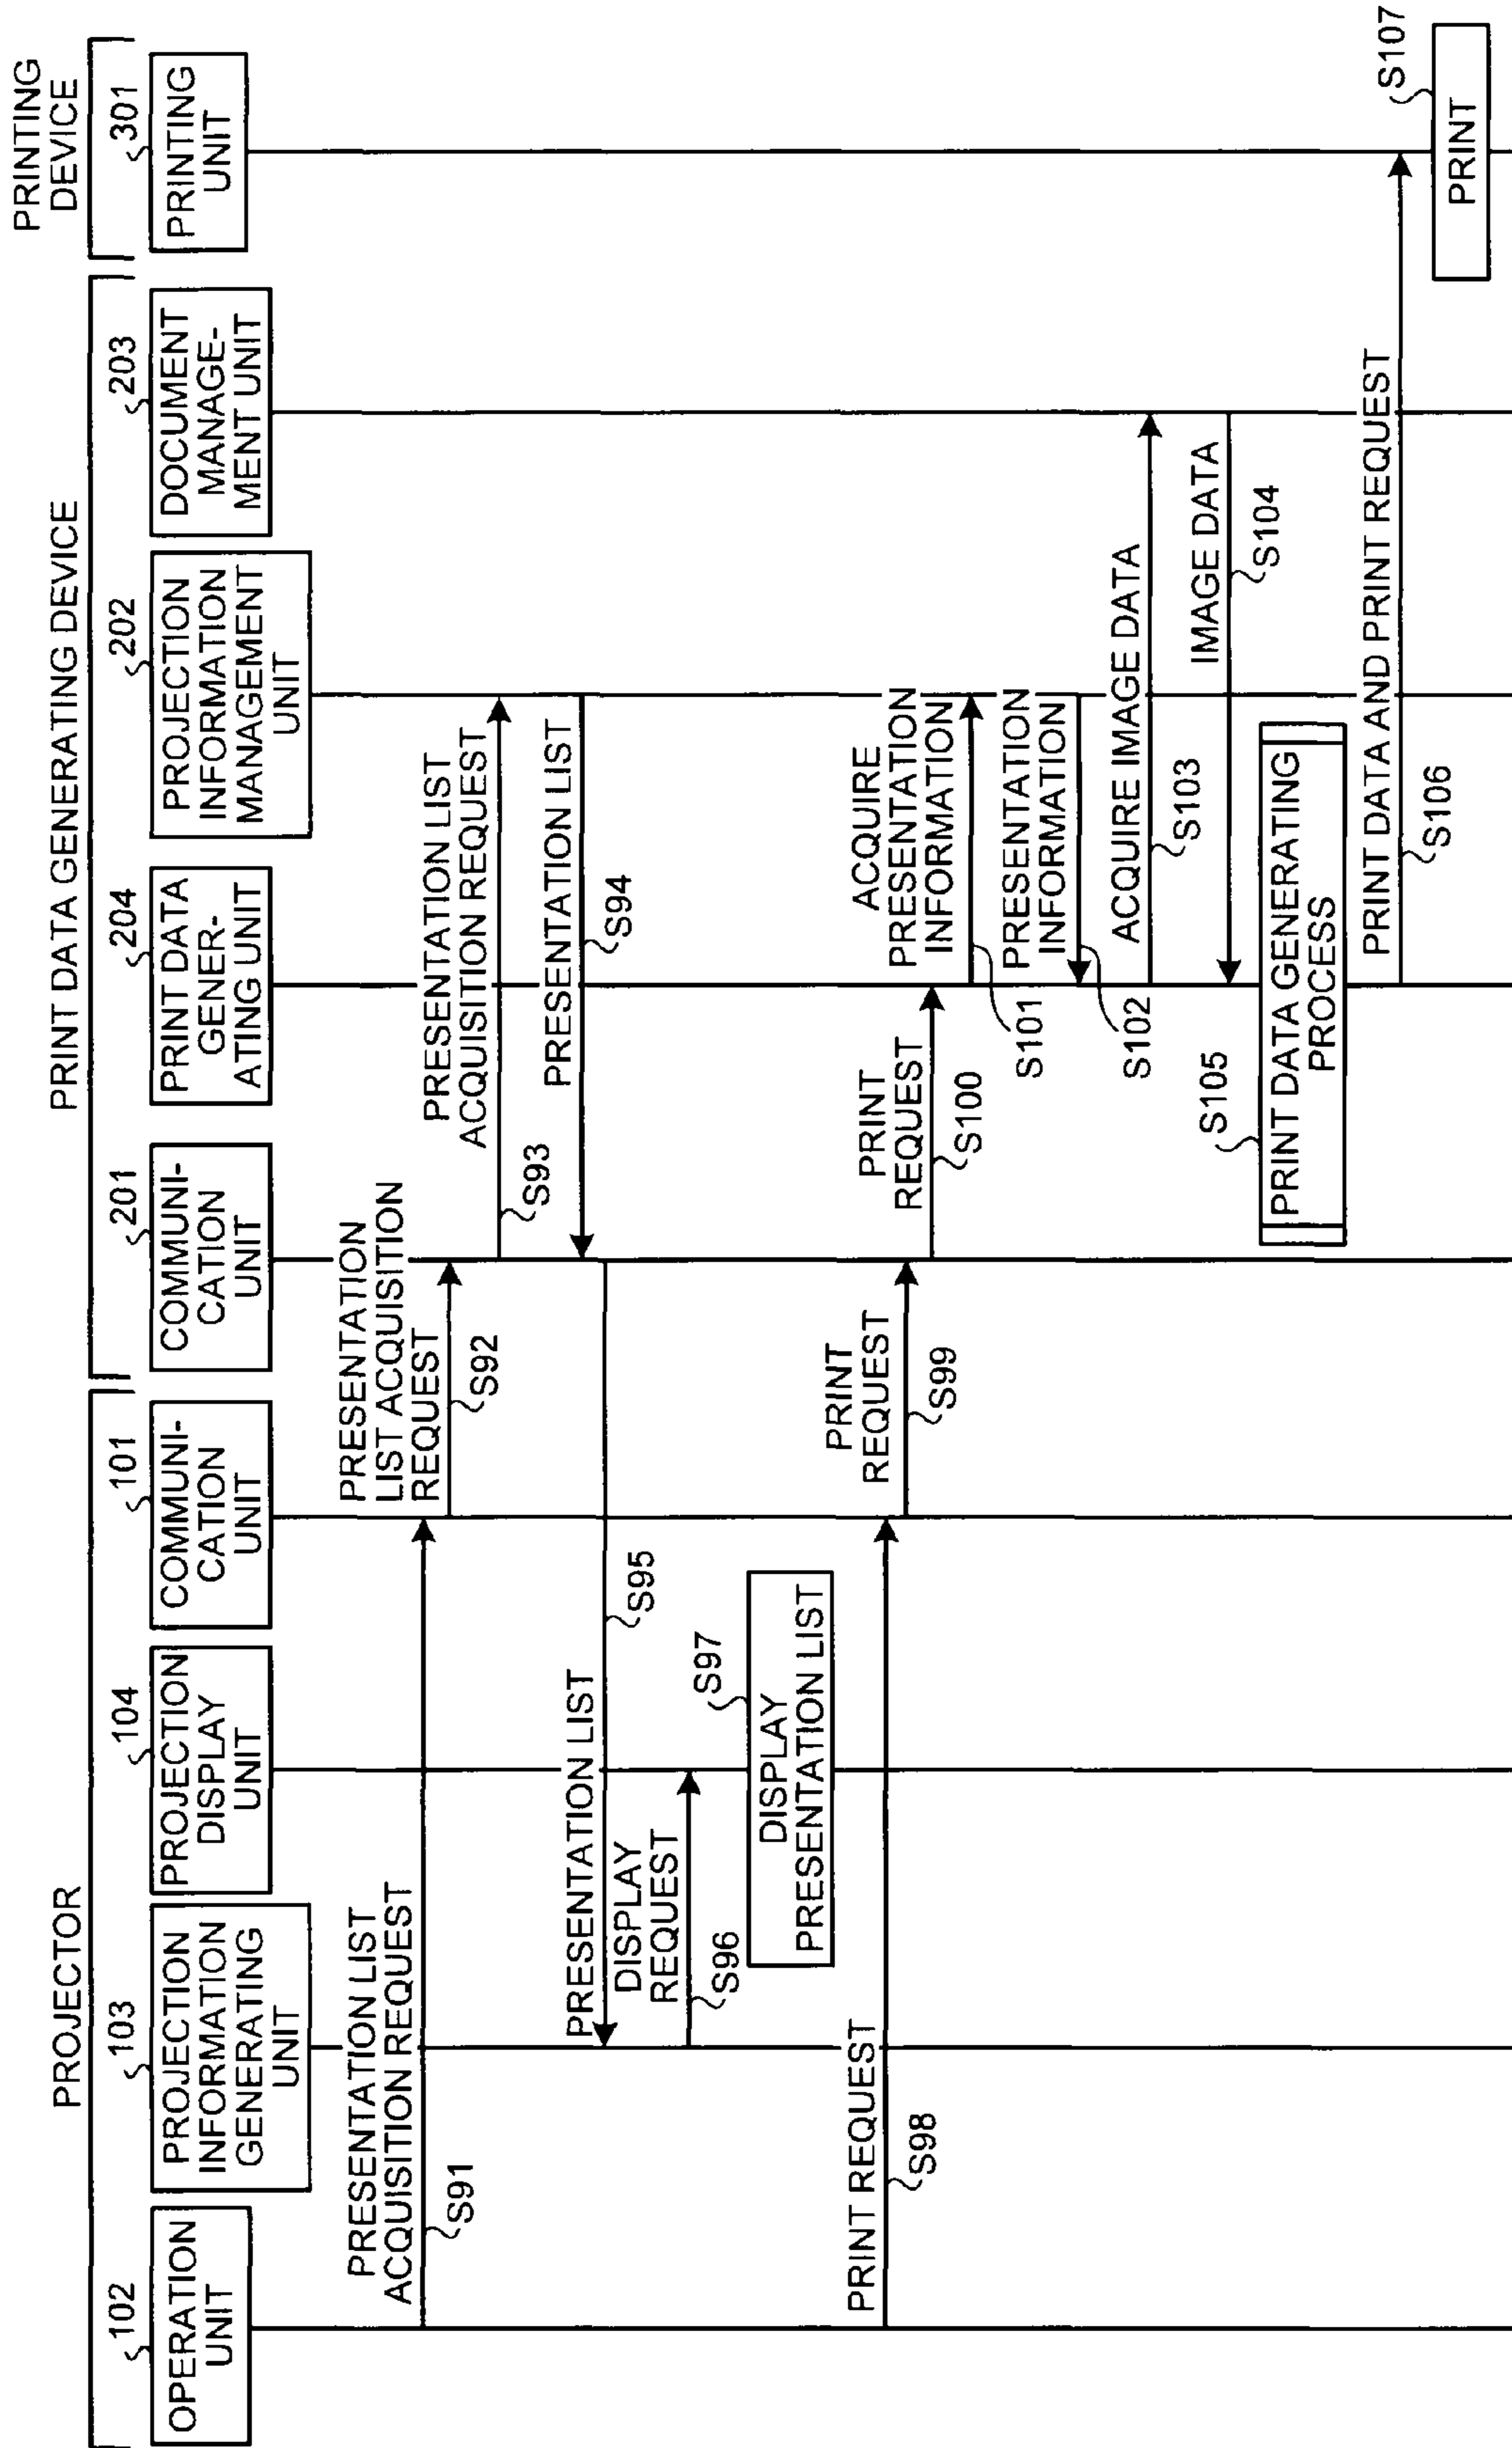 PROJECTOR
PRINT DATA GENERATING DEVICE
PRINTING
DEVICE
102
103
104
101
201
204
202
203
301
OPERATION
UNIT
PROJECTION
INFORMATION
GENERATING
UNIT
PROJECTION
DISPLAY
UNIT
COMMUNI-
CATION
UNIT
COMMUNI-
CATION
UNIT
PRINT DATA
GENER-
ATING UNIT
PROJECTION
INFORMATION
MANAGEMENT
UNIT
DOCUMENT
MANAGE-
MENT UNIT
PRINTING
UNIT
PRESENTATION LIST
ACQUISITION REQUEST
S91
PRESENTATION
LIST ACQUISITION
REQUEST
S92
PRESENTATION LIST
ACQUISITION REQUEST
S93
PRESENTATION LIST
S94
PRESENTATION LIST
S95
DISPLAY
REQUEST
S96
S97
DISPLAY
PRESENTATION LIST
PRINT REQUEST
S98
PRINT
REQUEST
S99
PRINT
REQUEST
S100
ACQUIRE
PRESENTATION
INFORMATION
S101
PRESENTATION
INFORMATION
S102
ACQUIRE IMAGE DATA
S103
IMAGE DATA
S104
S105
PRINT DATA GENERATING
PROCESS
PRINT DATA AND PRINT REQUEST
S106
S107
PRINT